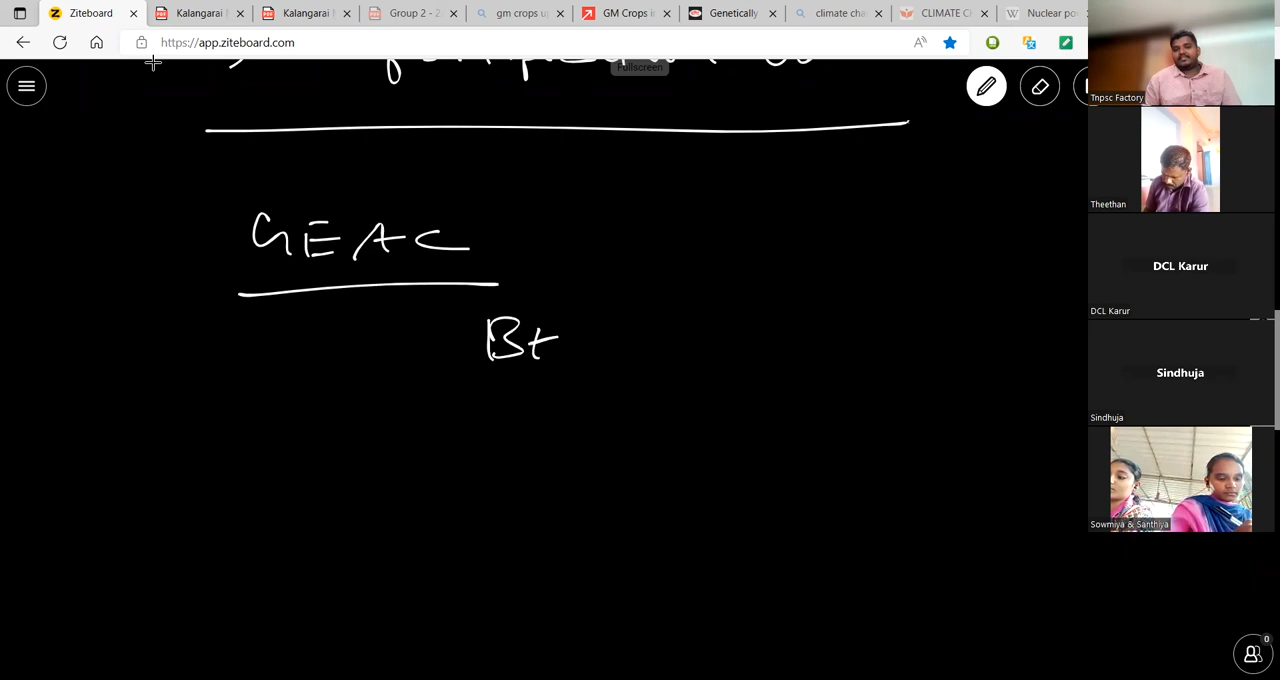 Ziteboard
Kalangarai
Kalangarai
Group 2 - 2
gm crops u
GM Crops i
Genetically
climate cha
CLIMATE C
Nuclear po
https://app.ziteboard.com
Fullscreen
GEAC
Bt
Tnpsc Factory
Theethan
DCL Karur
DCL Karur
Sindhuja
Sindhuja
Sowmiya & Santhiya
0